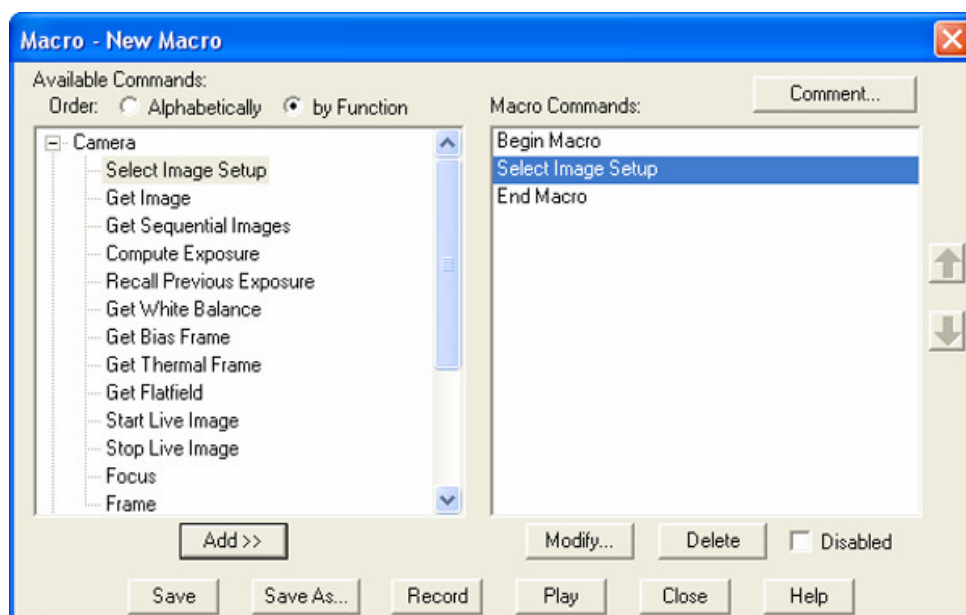 Macro - New Macro
Available Commands:
Order: Alphabetically by Function
Camera
Select Image Setup
Get Image
Get Sequential Images
Compute Exposure
Recall Previous Exposure
Get White Balance
Get Bias Frame
Get Thermal Frame
Get Flatfield
Start Live Image
Stop Live Image
Focus
Frame
Add >>
Macro Commands:
Comment...
Begin Macro
Select Image Setup
End Macro
Modify... Delete Disabled
Save Save As... Record Play Close Help